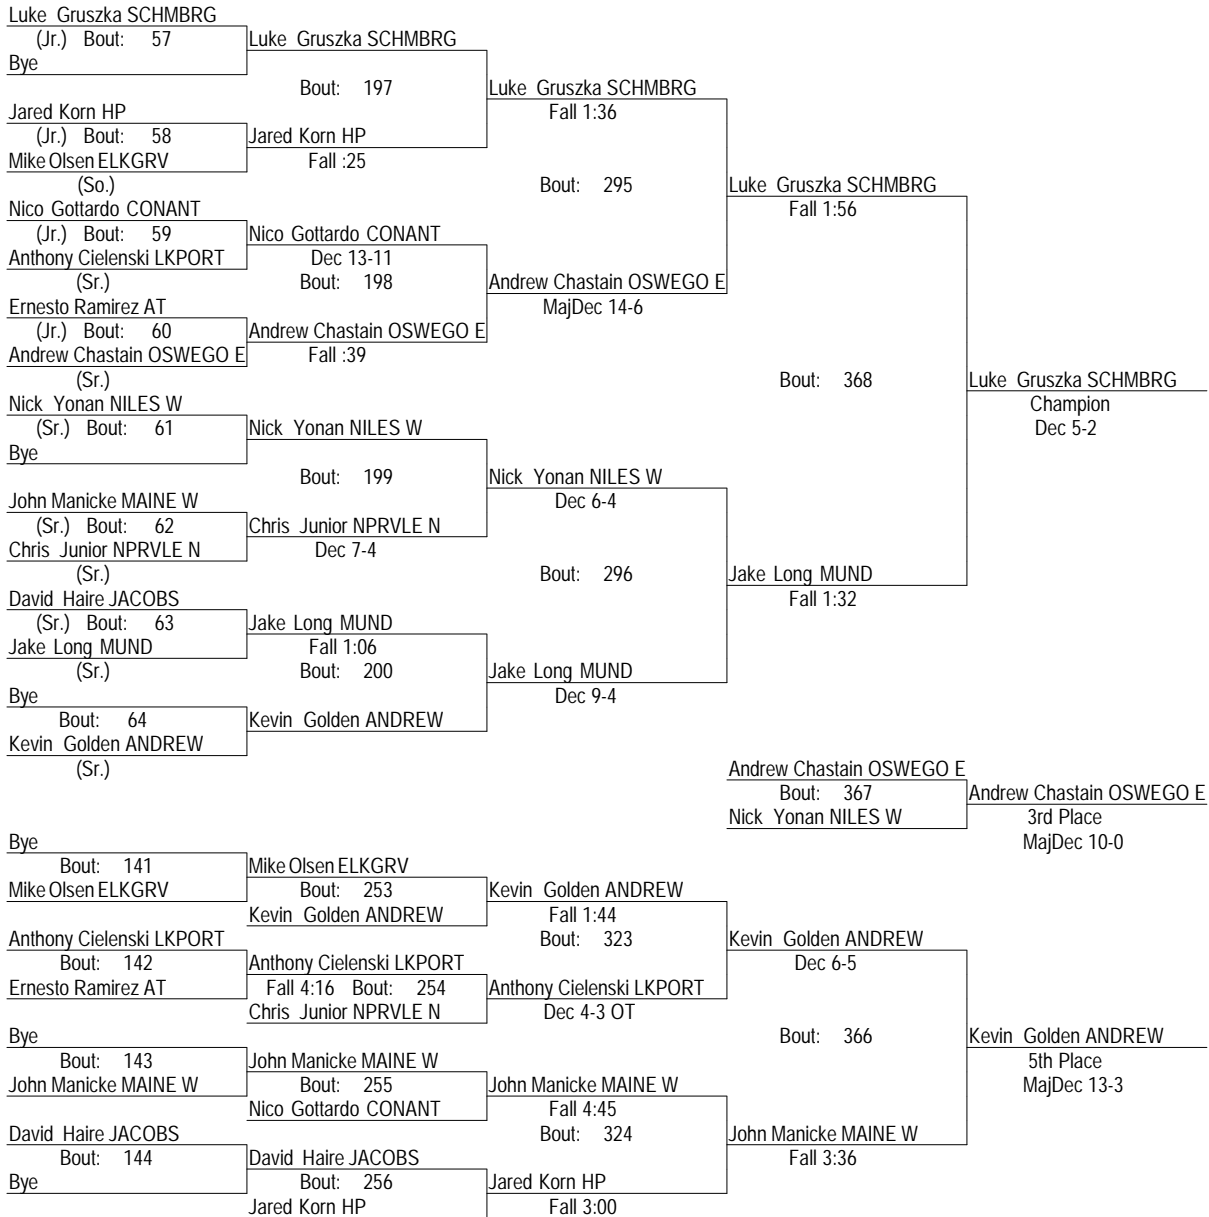 Luke Gruszka SCHMBRG
(Jr.) Bout: 57
Luke Gruszka SCHMBRG
Bye
Bout: 197
Luke Gruszka SCHMBRG
Jared Korn HP
Fall 1:36
(Jr.) Bout: 58
Jared Korn HP
Mike Olsen ELKGRV
Fall :25
(So.)
Bout: 295
Luke Gruszka SCHMBRG
Nico Gottardo CONANT
Fall 1:56
(Jr.) Bout: 59
Nico Gottardo CONANT
Anthony Cielenski LKPORT
Dec 13-11
(Sr.)
Bout: 198
Andrew Chastain OSWEGO E
Ernesto Ramirez AT
MajDec 14-6
(Jr.) Bout: 60
Andrew Chastain OSWEGO E
Andrew Chastain OSWEGO E
Fall :39
(Sr.)
Bout: 368
Luke Gruszka SCHMBRG
Nick Yonan NILES W
Champion
(Sr.) Bout: 61
Nick Yonan NILES W
Dec 5-2
Bye
Bout: 199
Nick Yonan NILES W
John Manicke MAINE W
Dec 6-4
(Sr.) Bout: 62
Chris Junior NPRVLE N
Chris Junior NPRVLE N
Dec 7-4
(Sr.)
Bout: 296
Jake Long MUND
David Haire JACOBS
Fall 1:32
(Sr.) Bout: 63
Jake Long MUND
Jake Long MUND
Fall 1:06
(Sr.)
Bout: 200
Jake Long MUND
Bye
Dec 9-4
Bout: 64
Kevin Golden ANDREW
Kevin Golden ANDREW
(Sr.)
Andrew Chastain OSWEGO E
Bout: 367
Andrew Chastain OSWEGO E
Nick Yonan NILES W
3rd Place
MajDec 10-0
Bye
Bout: 141
Mike Olsen ELKGRV
Mike Olsen ELKGRV
Bout: 253
Kevin Golden ANDREW
Kevin Golden ANDREW
Fall 1:44
Anthony Cielenski LKPORT
Bout: 323
Kevin Golden ANDREW
Bout: 142
Anthony Cielenski LKPORT
Dec 6-5
Ernesto Ramirez AT
Fall 4:16 Bout: 254
Anthony Cielenski LKPORT
Chris Junior NPRVLE N
Dec 4-3 OT
Bye
Bout: 366
Kevin Golden ANDREW
Bout: 143
John Manicke MAINE W
5th Place
John Manicke MAINE W
Bout: 255
John Manicke MAINE W
MajDec 13-3
Nico Gottardo CONANT
Fall 4:45
David Haire JACOBS
Bout: 324
John Manicke MAINE W
Bout: 144
David Haire JACOBS
Fall 3:36
Bye
Bout: 256
Jared Korn HP
Jared Korn HP
Fall 3:00